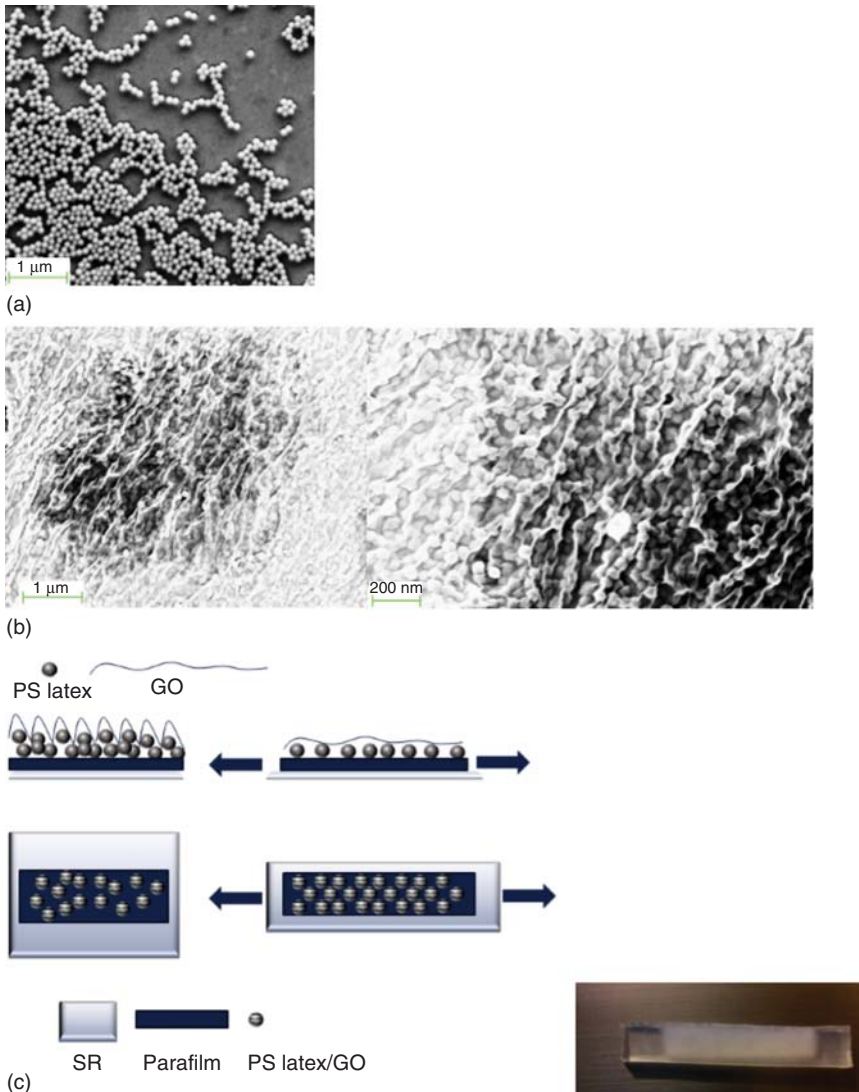 1 μm
(a)
1 μm
200 nm
(b)
PS latex
GO
SR
Parafilm
PS latex/GO
(c)